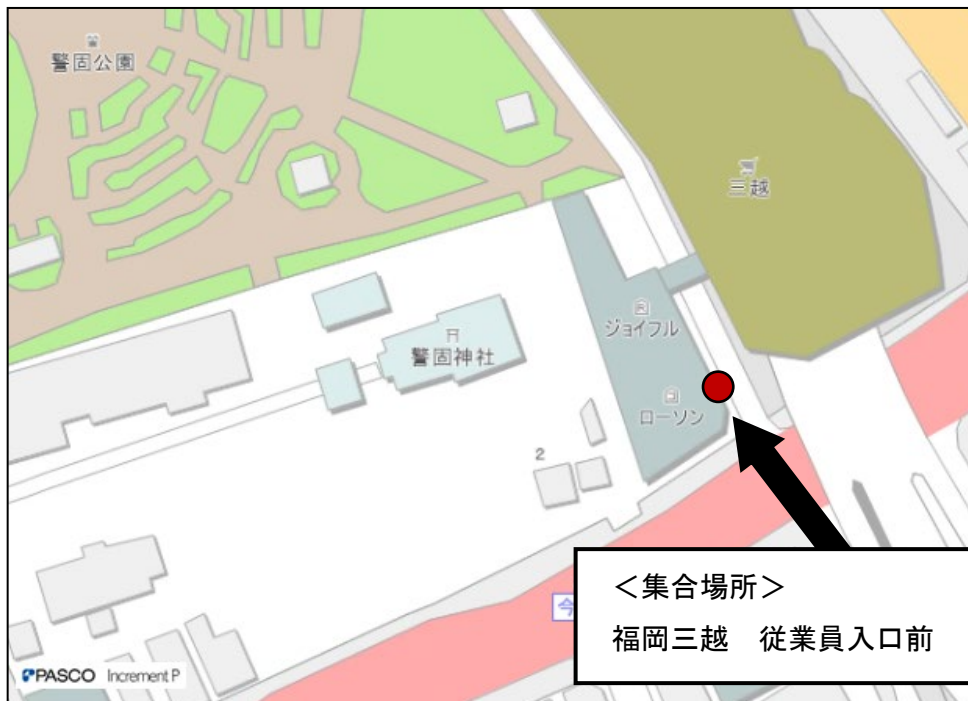 警固公園
三越
ジョイフル
警固神社
ローソン
2
今
＜集合場所＞
福岡三越　従業員入口前
PASCO Increment P